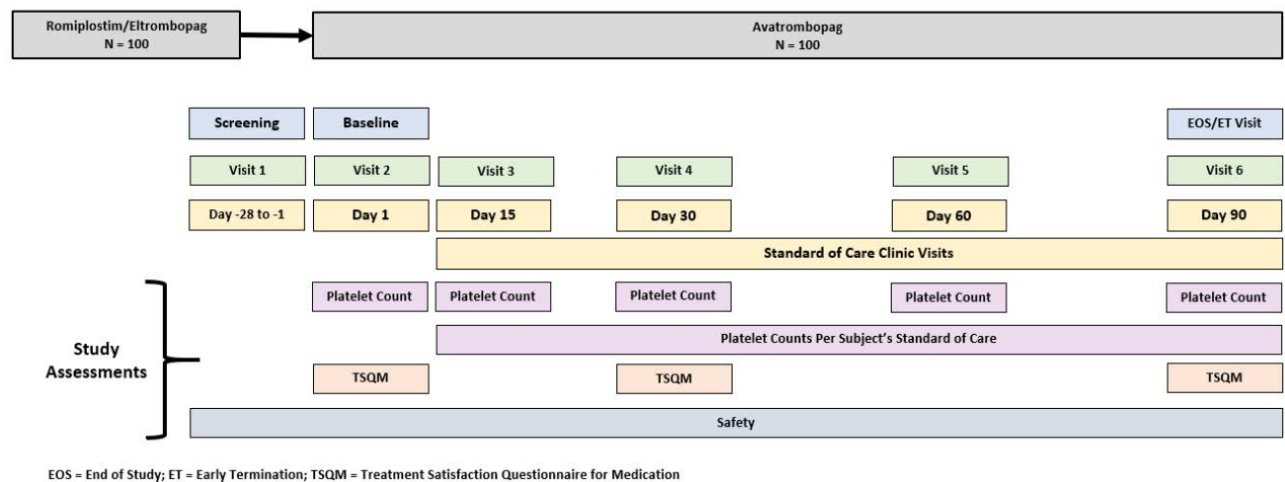 Romiplostim/Eltrombopag
N = 100
Avatrombopag
N = 100
Screening
Baseline
EOS/ET Visit
Visit 1
Visit 2
Visit 3
Visit 4
Visit 5
Visit 6
Day -28 to -1
Day 1
Day 15
Day 30
Day 60
Day 90
Standard of Care Clinic Visits
Study
Assessments
Platelet Count
Platelet Count
Platelet Count
Platelet Count
Platelet Count
Platelet Counts Per Subject's Standard of Care
TSQM
TSQM
TSQM
Safety
EOS = End of Study; ET = Early Termination; TSQM = Treatment Satisfaction Questionnaire for Medication